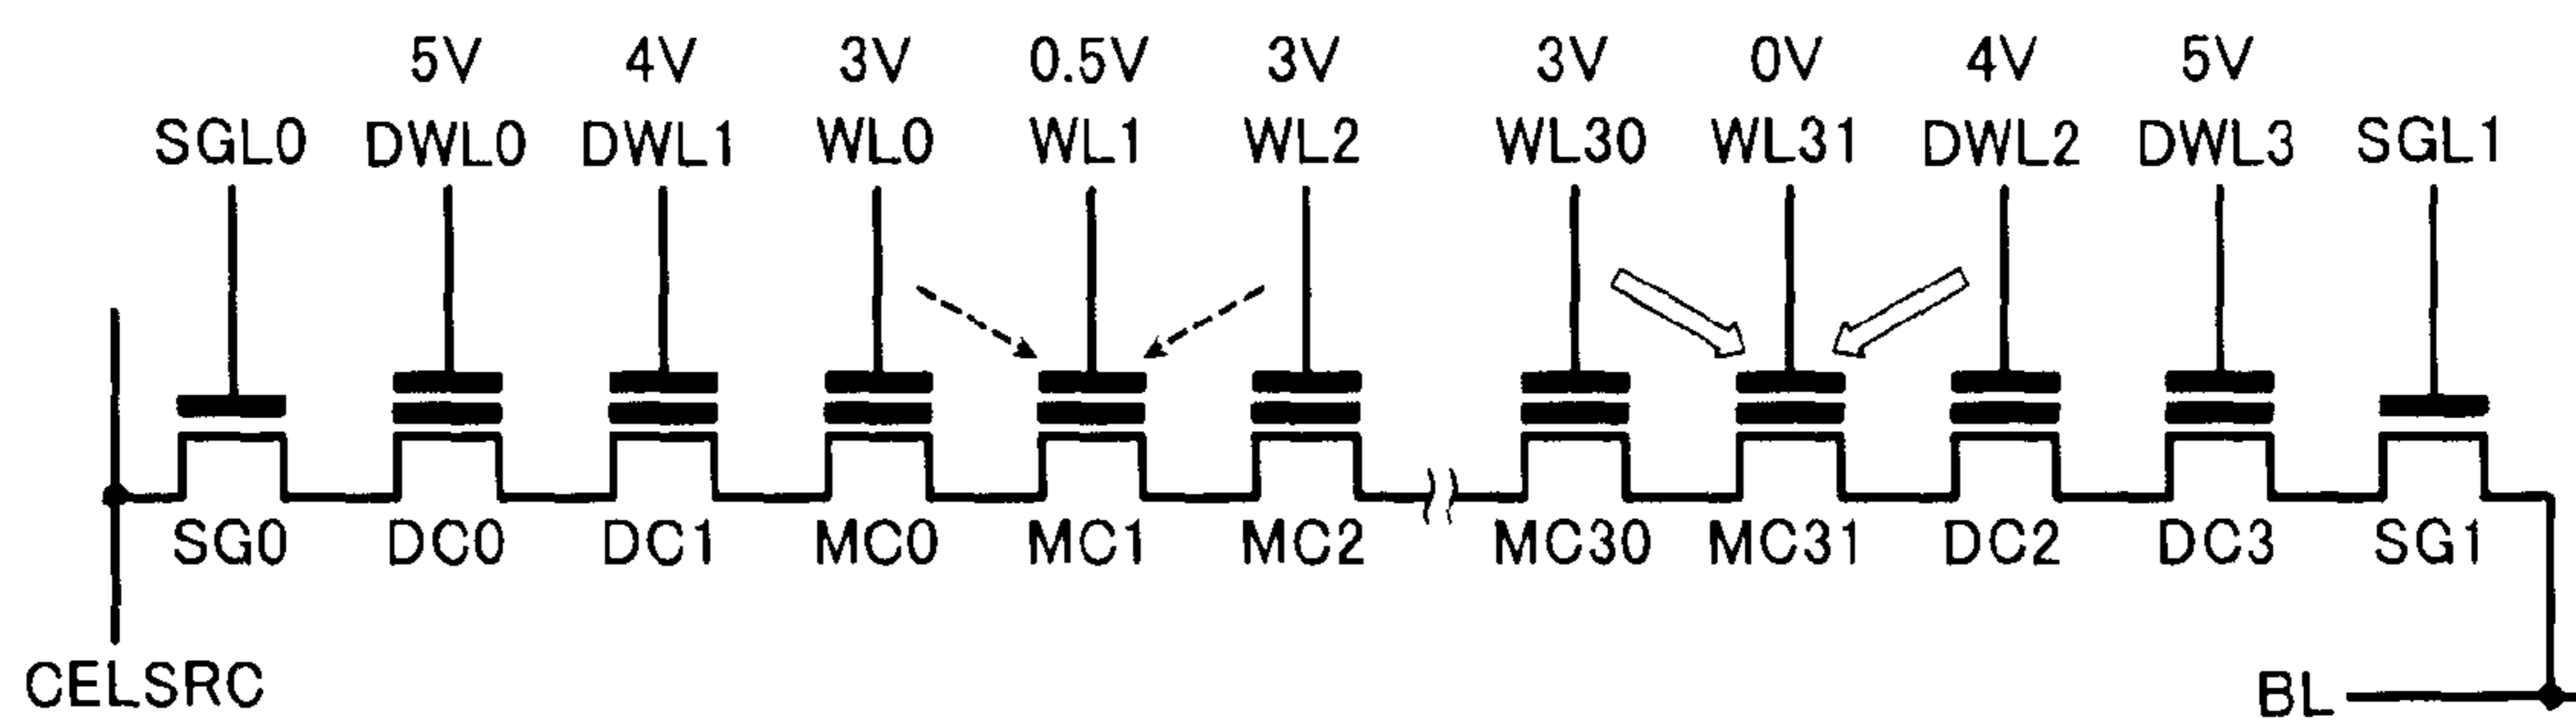 5V 4V 3V 0.5V 3V 3V 0V 4V 5V
SGL0 DWL0 DWL1 WL0 WL1 WL2 WL30 WL31 DWL2 DWL3 SGL1
SG0 DC0 DC1 MC0 MC1 MC2 MC30 MC31 DC2 DC3 SG1
CELSRC BL